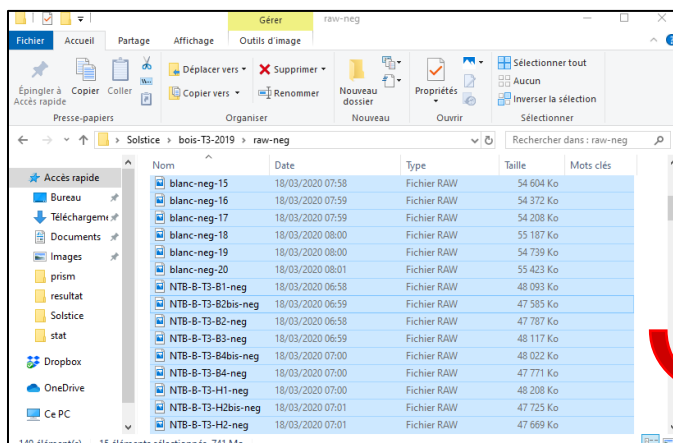 Gérer raw-neg
Fichier Accueil Partage Affichage Outils d'image
Épingler à Accès rapide
Copier
Coller
Déplacer vers
Copier vers
Supprimer
Renommer
Nouveau dossier
Propriétés
Sélectionner tout
Aucun
Inverser la sélection
Presse-papiers Organiser Nouveau Ouvrir Sélectionner
Solstice > bois-T3-2019 > raw-neg
Rechercher dans : raw-neg
Accès rapide
Bureau
Téléchargeme
Documents
Images
prism
resultat
Solstice
stat
Dropbox
OneDrive
Ce PC
Nom Date Type Taille Mots clés
blanc-neg-15 18/03/2020 07:58 Fichier RAW 54 604 Ko
blanc-neg-16 18/03/2020 07:59 Fichier RAW 54 372 Ko
blanc-neg-17 18/03/2020 07:59 Fichier RAW 54 208 Ko
blanc-neg-18 18/03/2020 08:00 Fichier RAW 55 187 Ko
blanc-neg-19 18/03/2020 08:00 Fichier RAW 54 739 Ko
blanc-neg-20 18/03/2020 08:01 Fichier RAW 55 423 Ko
NTB-B-T3-B1-neg 18/03/2020 06:58 Fichier RAW 48 093 Ko
NTB-B-T3-B2bis-neg 18/03/2020 06:59 Fichier RAW 47 585 Ko
NTB-B-T3-B2-neg 18/03/2020 06:58 Fichier RAW 47 787 Ko
NTB-B-T3-B3-neg 18/03/2020 06:59 Fichier RAW 48 117 Ko
NTB-B-T3-B4bis-neg 18/03/2020 07:00 Fichier RAW 48 022 Ko
NTB-B-T3-B4-neg 18/03/2020 07:00 Fichier RAW 47 771 Ko
NTB-B-T3-H1-neg 18/03/2020 07:00 Fichier RAW 48 208 Ko
NTB-B-T3-H2bis-neg 18/03/2020 07:01 Fichier RAW 47 725 Ko
NTB-B-T3-H2-neg 18/03/2020 07:01 Fichier RAW 47 669 Ko
élément(s) 15 éléments sélectionnés 741 Mo